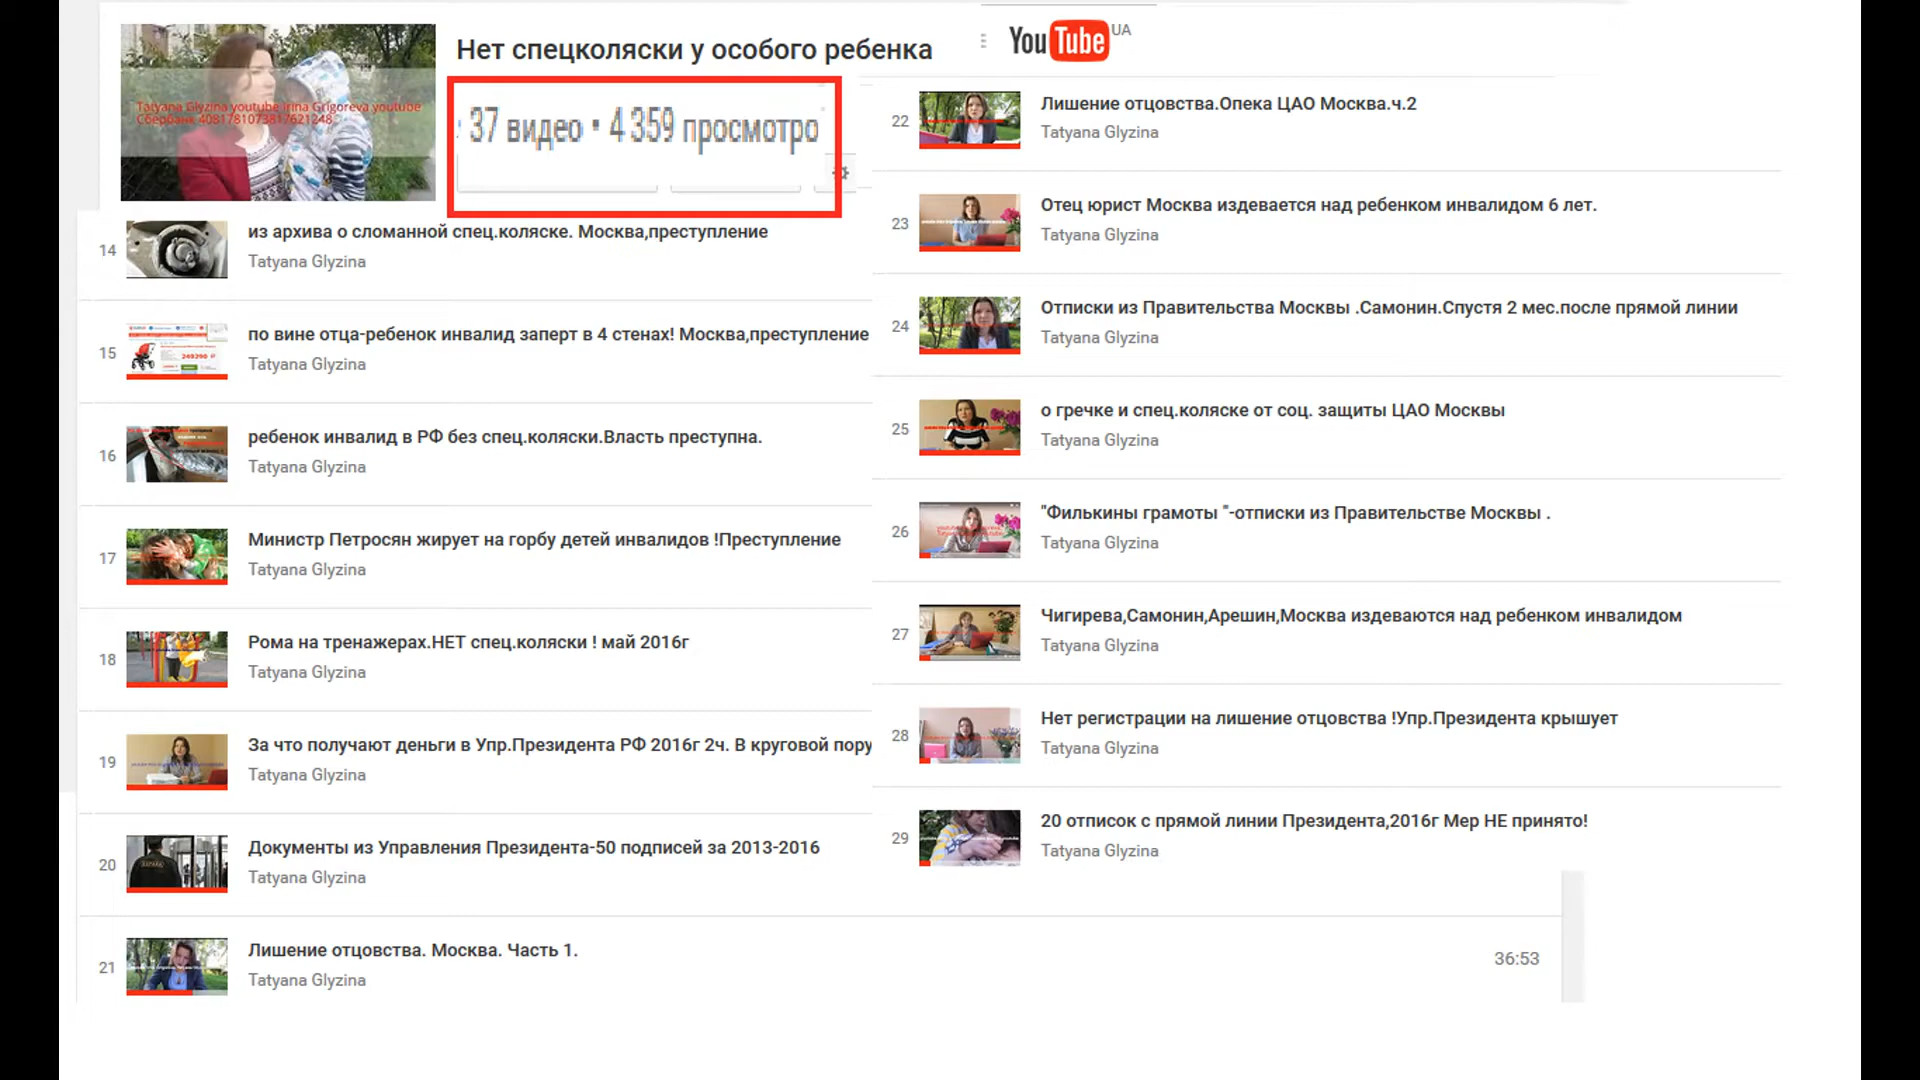 Нет спецколяски у особого ребенка
37 видео • 4 359 просмотро
Tatyana Glyzina youtube Irina Grigoreva youtube
Сбербанк 4081781073817621248
YouTube UA
14
из архива о сломанной спец.коляске. Москва,преступление
Tatyana Glyzina
15
по вине отца-ребенок инвалид заперт в 4 стенах! Москва,преступление
Tatyana Glyzina
16
ребенок инвалид в РФ без спец.коляски.Власть преступна.
Tatyana Glyzina
17
Министр Петросян жирует на горбу детей инвалидов !Преступление
Tatyana Glyzina
18
Рома на тренажерах.НЕТ спец.коляски ! май 2016г
Tatyana Glyzina
19
За что получают деньги в Упр.Президента РФ 2016г 2ч. В круговой пору
Tatyana Glyzina
20
Документы из Управления Президента-50 подписей за 2013-2016
Tatyana Glyzina
21
Лишение отцовства. Москва. Часть 1.
Tatyana Glyzina
36:53
22
Лишение отцовства.Опека ЦАО Москва.ч.2
Tatyana Glyzina
23
Отец юрист Москва издевается над ребенком инвалидом 6 лет.
Tatyana Glyzina
24
Отписки из Правительства Москвы .Самонин.Спустя 2 мес.после прямой линии
Tatyana Glyzina
25
о гречке и спец.коляске от соц. защиты ЦАО Москвы
Tatyana Glyzina
26
"Филькины грамоты "-отписки из Правительстве Москвы .
Tatyana Glyzina
27
Чигирева,Самонин,Арешин,Москва издеваются над ребенком инвалидом
Tatyana Glyzina
28
Нет регистрации на лишение отцовства !Упр.Президента крышует
Tatyana Glyzina
29
20 отписок с прямой линии Президента,2016г Мер НЕ принято!
Tatyana Glyzina